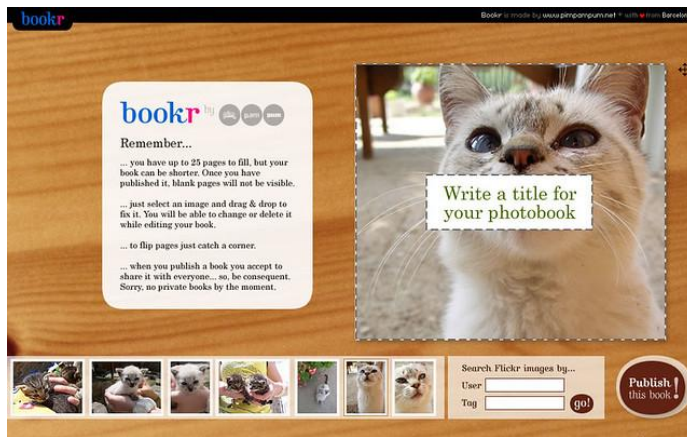 bookr
Bookr is made by www.pimpampum.net * with from Barcelon
bookr by pam! pum!
Remember...
... you have up to 25 pages to fill, but your
book can be shorter. Once you have
published it, blank pages will not be visible.
... just select an image and drag & drop to
fix it. You will be able to change or delete it
while editing your book.
... to flip pages just catch a corner.
... when you publish a book you accept to
share it with everyone... so, be consequent.
Sorry, no private books by the moment.
Write a title for
your photobook
Search Flickr images by...
User
Tag
go!
Publish
this book!